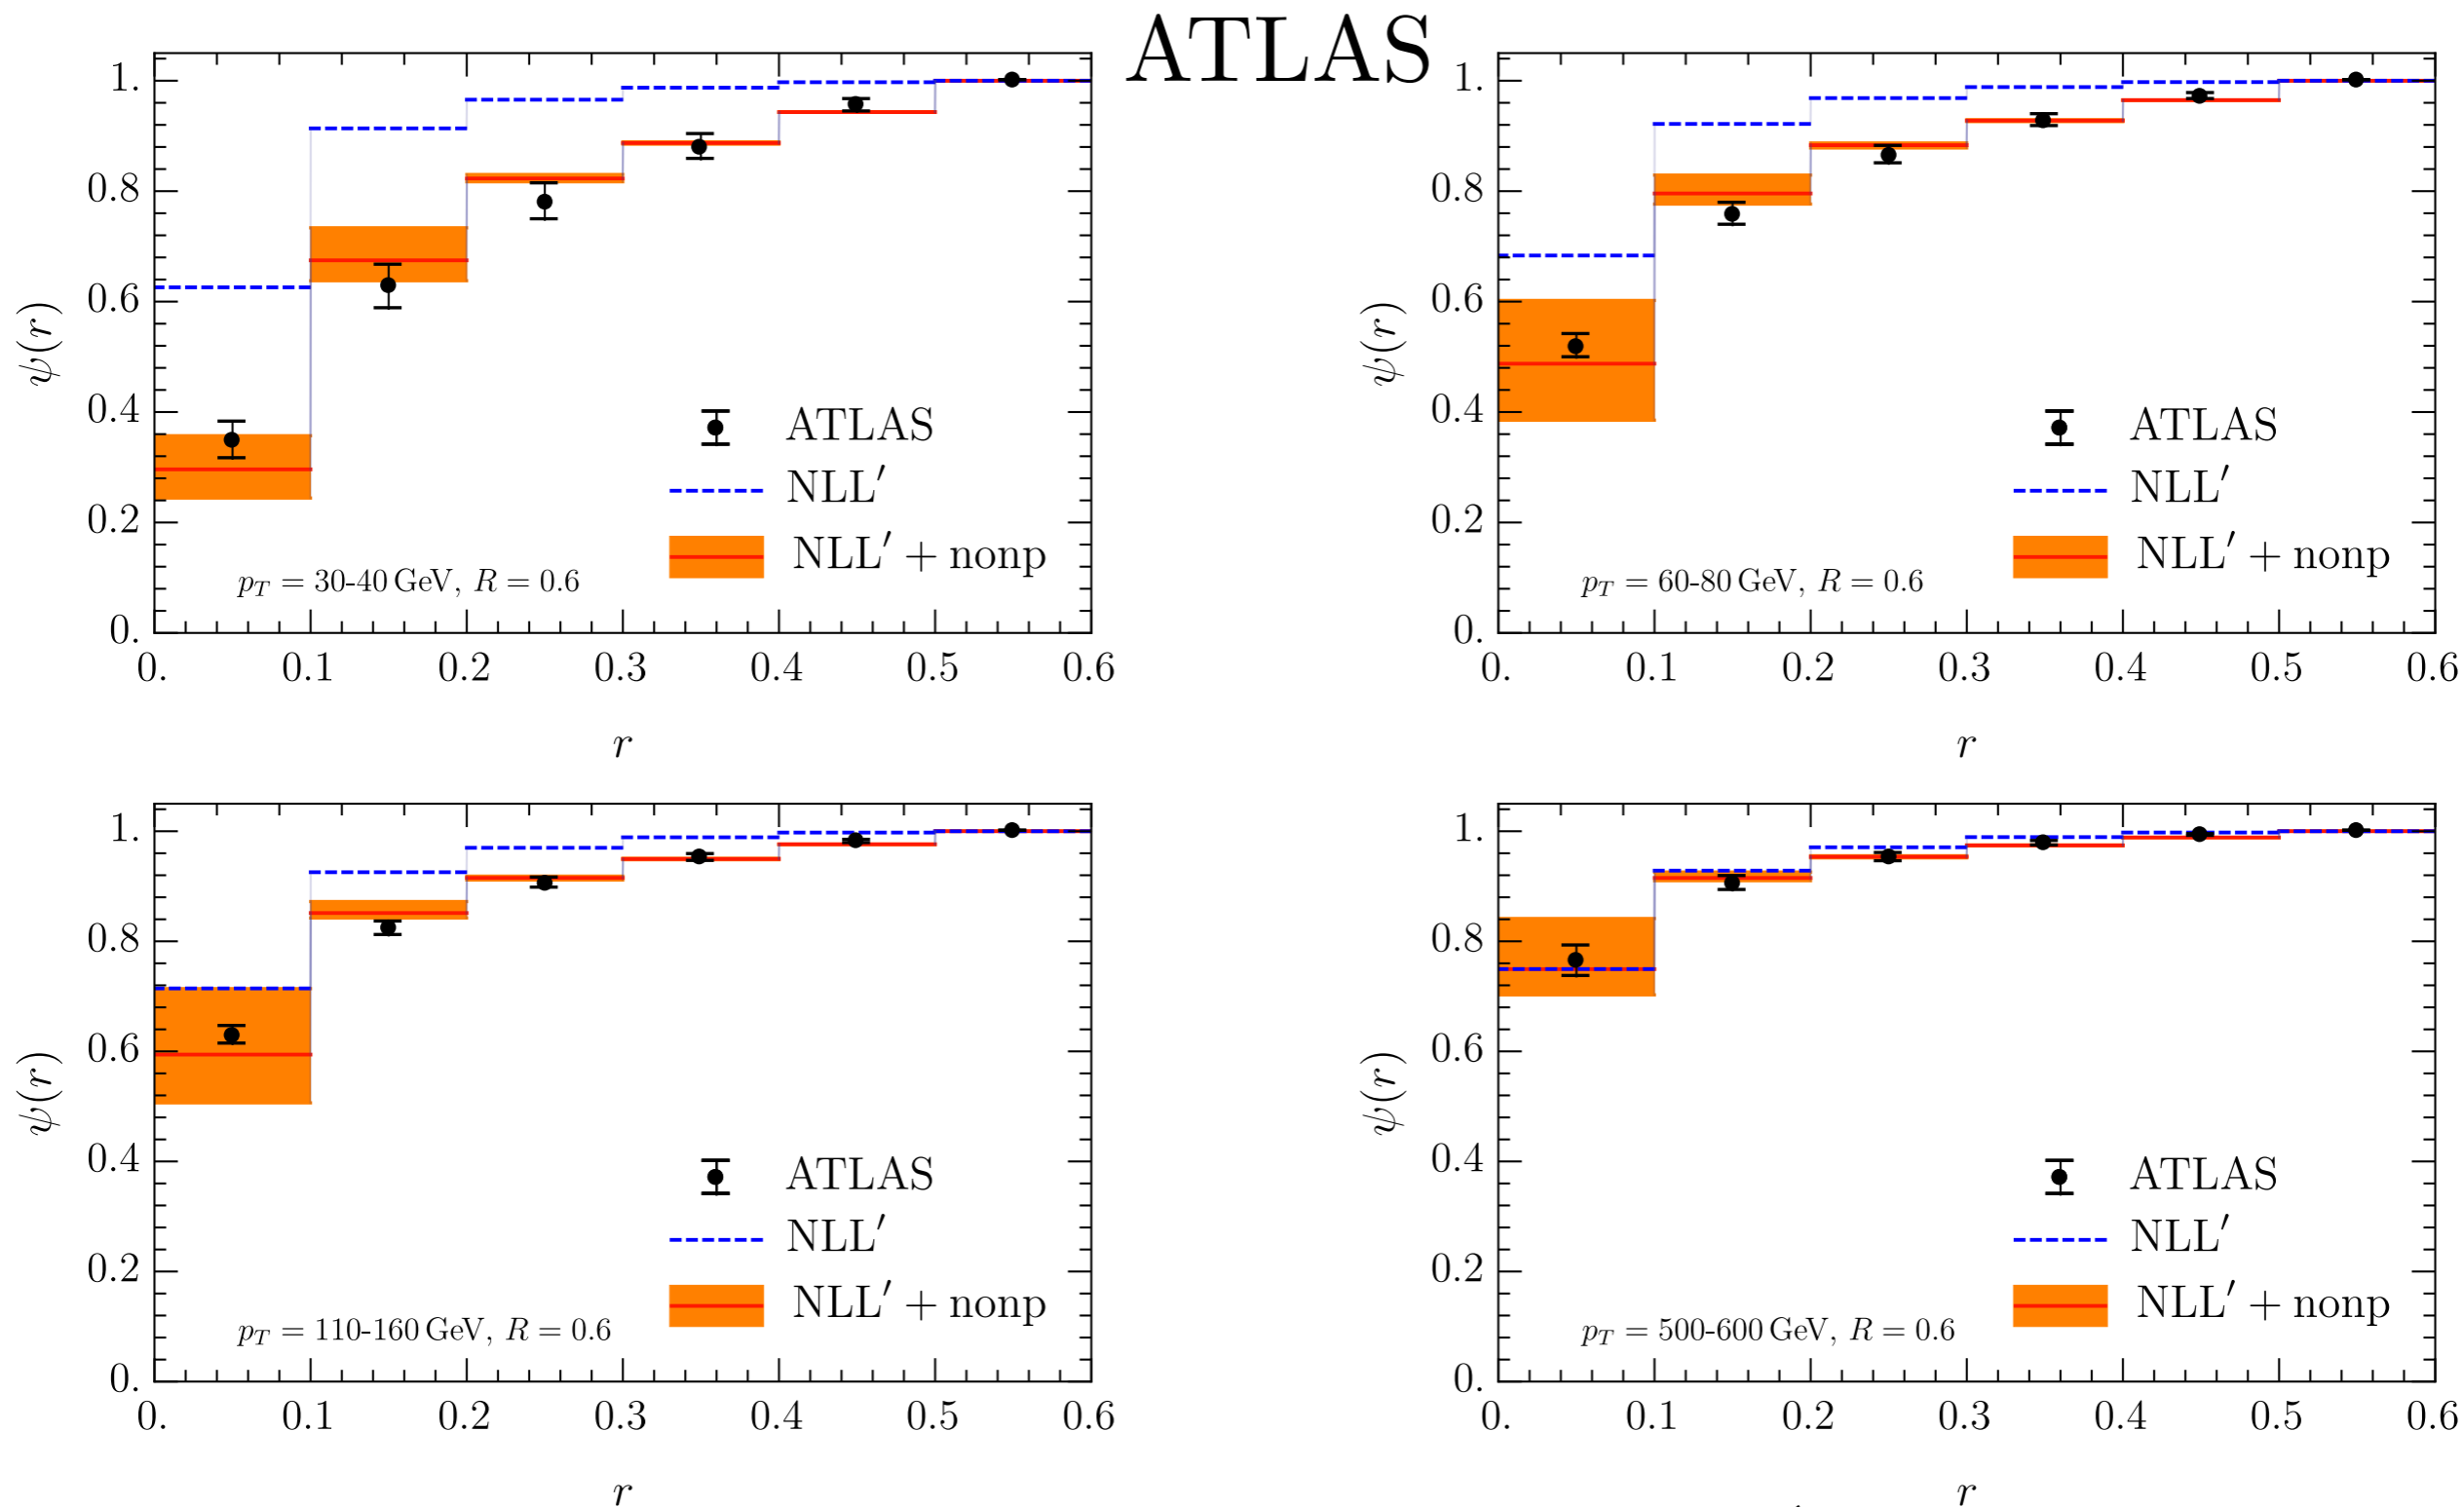 ATLAS
1.
0.8
0.6
0.4
0.2
0.
ψ(r)
ATLAS
NLL′
NLL′ + nonp
p_T = 30-40 GeV, R = 0.6
0. 0.1 0.2 0.3 0.4 0.5 0.6
r
1.
0.8
0.6
0.4
0.2
0.
ψ(r)
ATLAS
NLL′
NLL′ + nonp
p_T = 60-80 GeV, R = 0.6
0. 0.1 0.2 0.3 0.4 0.5 0.6
r
1.
0.8
0.6
0.4
0.2
0.
ψ(r)
ATLAS
NLL′
NLL′ + nonp
p_T = 110-160 GeV, R = 0.6
0. 0.1 0.2 0.3 0.4 0.5 0.6
r
1.
0.8
0.6
0.4
0.2
0.
ψ(r)
ATLAS
NLL′
NLL′ + nonp
p_T = 500-600 GeV, R = 0.6
0. 0.1 0.2 0.3 0.4 0.5 0.6
r